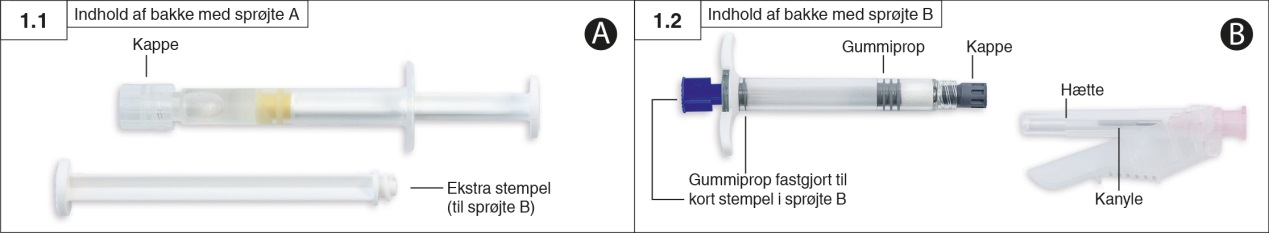 1.1
Indhold af bakke med sprøjte A
A
Kappe
Ekstra stempel
(til sprøjte B)
1.2
Indhold af bakke med sprøjte B
B
Gummiprop
Kappe
Hætte
Gummiprop fastgjort til
kort stempel i sprøjte B
Kanyle